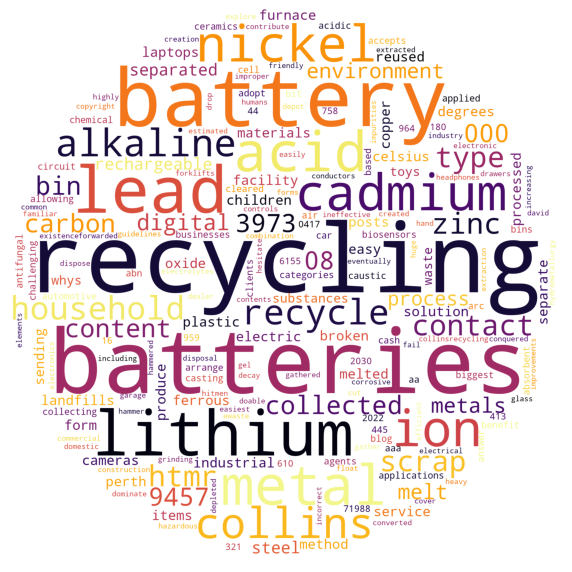 explore furnace
creation ceramics contribute acidic
nickel accepts extracted
laptops reused
separated cell friendly improper environment
battery
highly adopt humans drop depot impurities applied
copyright 44 758 964 180 degrees
chemical estimated materials copper industry electronic 000
alkaline acid type
circuit rechargeable easily based celsius headphones drawers
forklifts conductors toys processed increasing
bin lead facility cadmium
common cleared forms children david
familiar carbon digital 3973 controls 0417 air ineffective created posts hand bins zinc
antifungal existenceforwarded guidelines businesses combination car biosensors
recycling
challenging dispose oxide 08 6155 eventually easy caustic
whys abn clients hesitate categories waste
household substances process separate
automotive contents plastic recycle solution arc extraction
elements content electric broken cash contact
including 16 959 2030 fail collinsrecycling conquered
batteries
sending hammered disposal arrange gel decay casting melted corrosive aa biggest glass absorbent improvements
landfills produce ferrous gathered collected metals
collecting hammer garage easiest doable 2022 413
form lithium hitmen 445 aaa blog ion electrical benefit
commercial domestic ewaste
cameras industrial grinding 610 agents applications scrap
construction float heavy
perth htmr metal melt
dominate 9457 depleted incorrect 71988 cover service
items hazardous collins converted
321 steel method